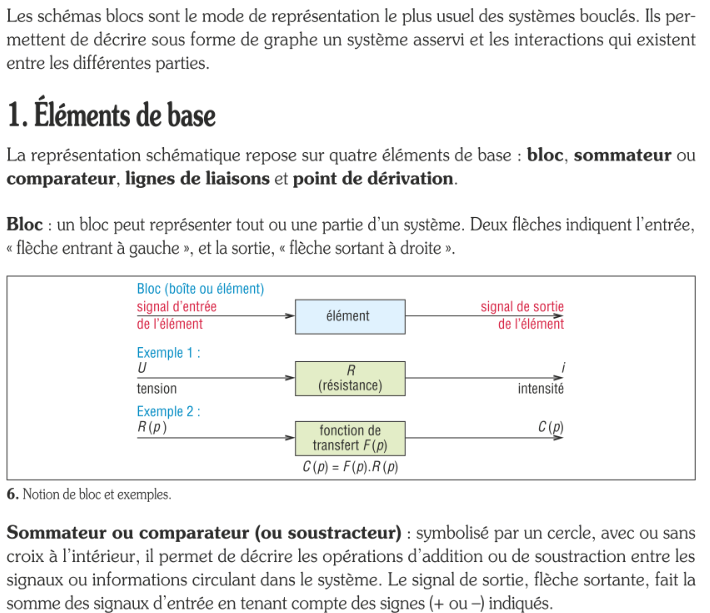 Les schémas blocs sont le mode de représentation le plus usuel des systèmes bouclés. Ils per-
mettent de décrire sous forme de graphe un système asservi et les interactions qui existent
entre les différentes parties.
1. Éléments de base
La représentation schématique repose sur quatre éléments de base : bloc, sommateur ou
comparateur, lignes de liaisons et point de dérivation.
Bloc : un bloc peut représenter tout ou une partie d'un système. Deux flèches indiquent l'entrée,
« flèche entrant à gauche », et la sortie, « flèche sortant à droite ».
Bloc (boîte ou élément)
signal d'entrée
de l'élément
élément
signal de sortie
de l'élément
Exemple 1 :
U
tension
R
(résistance)
i
intensité
Exemple 2 :
R(p)
fonction de
transfert F(p)
C(p)
C(p) = F(p).R(p)
6. Notion de bloc et exemples.
Sommateur ou comparateur (ou soustracteur) : symbolisé par un cercle, avec ou sans
croix à l'intérieur, il permet de décrire les opérations d'addition ou de soustraction entre les
signaux ou informations circulant dans le système. Le signal de sortie, flèche sortante, fait la
somme des signaux d'entrée en tenant compte des signes (+ ou –) indiqués.